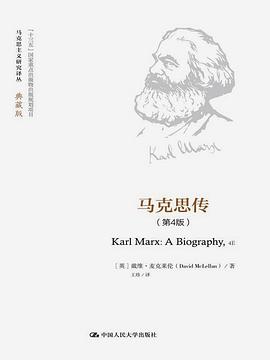 “十三五”国家重点出版物出版规划项目
马克思主义研究译丛
典藏版
Karl Marx
马克思传
（第4版）
Karl Marx: A Biography, 4E
［英］戴维·麦克莱伦（David McLellan）/著
王珍/译
中国人民大学出版社